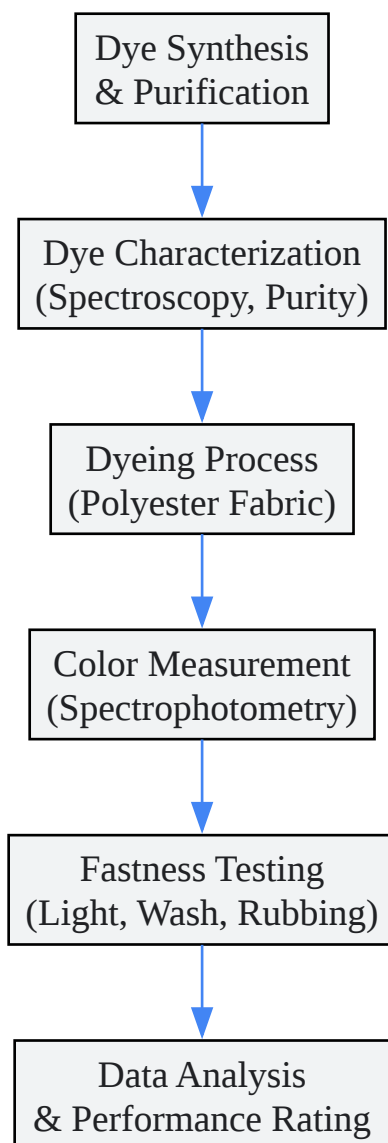 Dye Synthesis
& Purification
Dye Characterization
(Spectroscopy, Purity)
Dyeing Process
(Polyester Fabric)
Color Measurement
(Spectrophotometry)
Fastness Testing
(Light, Wash, Rubbing)
Data Analysis
& Performance Rating